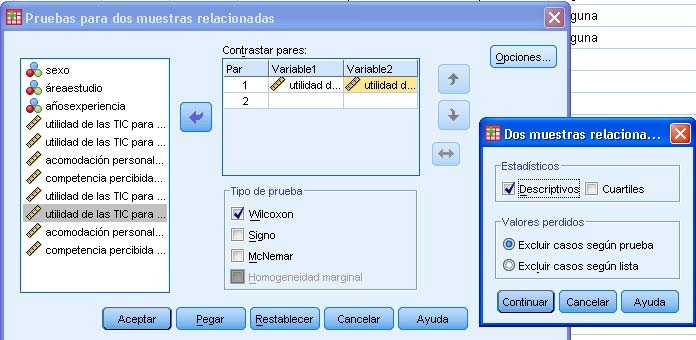 Pruebas para dos muestras relacionadas
sexo
áreaestudio
añosexperiencia
utilidad de las TIC para ...
utilidad de las TIC para ...
acomodación personal...
competencia percibida...
utilidad de las TIC para ...
utilidad de las TIC para ...
acomodación personal...
competencia percibida ...
Contrastar pares:
Par Variable1 Variable2
1 utilidad d... utilidad d...
2
Tipo de prueba
Wilcoxon
Signo
McNemar
Homogeneidad marginal
Opciones...
Aceptar Pegar Restablecer Cancelar Ayuda
guna
guna
Dos muestras relaciona...
Estadísticos
Descriptivos Cuartiles
Valores perdidos
Excluir casos según prueba
Excluir casos según lista
Continuar Cancelar Ayuda